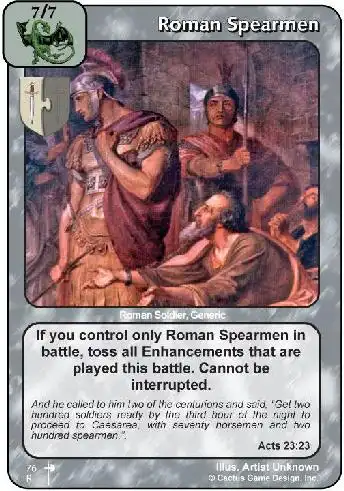 7/7
Roman Spearmen
Roman Soldier, Generic
If you control only Roman Spearmen in
battle, toss all Enhancements that are
played this battle. Cannot be
interrupted.
And he called to him two of the centurions and said, "Get two
hundred soldiers ready by the third hour of the night to
proceed to Caesarea, with seventy horsemen and two
hundred spearmen.".
Acts 23:23
76
R
Illus. Artist Unknown
© Cactus Game Design, Inc.